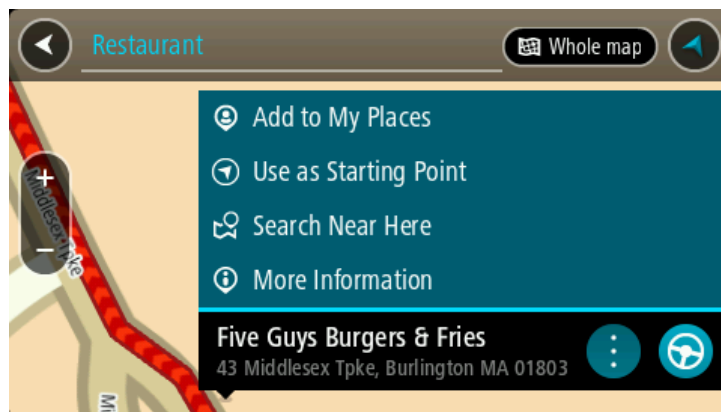 Restaurant
Whole map
Add to My Places
Use as Starting Point
Search Near Here
More Information
Five Guys Burgers & Fries
43 Middlesex Tpke, Burlington MA 01803
+
−
Middlesex Tpke
Mi